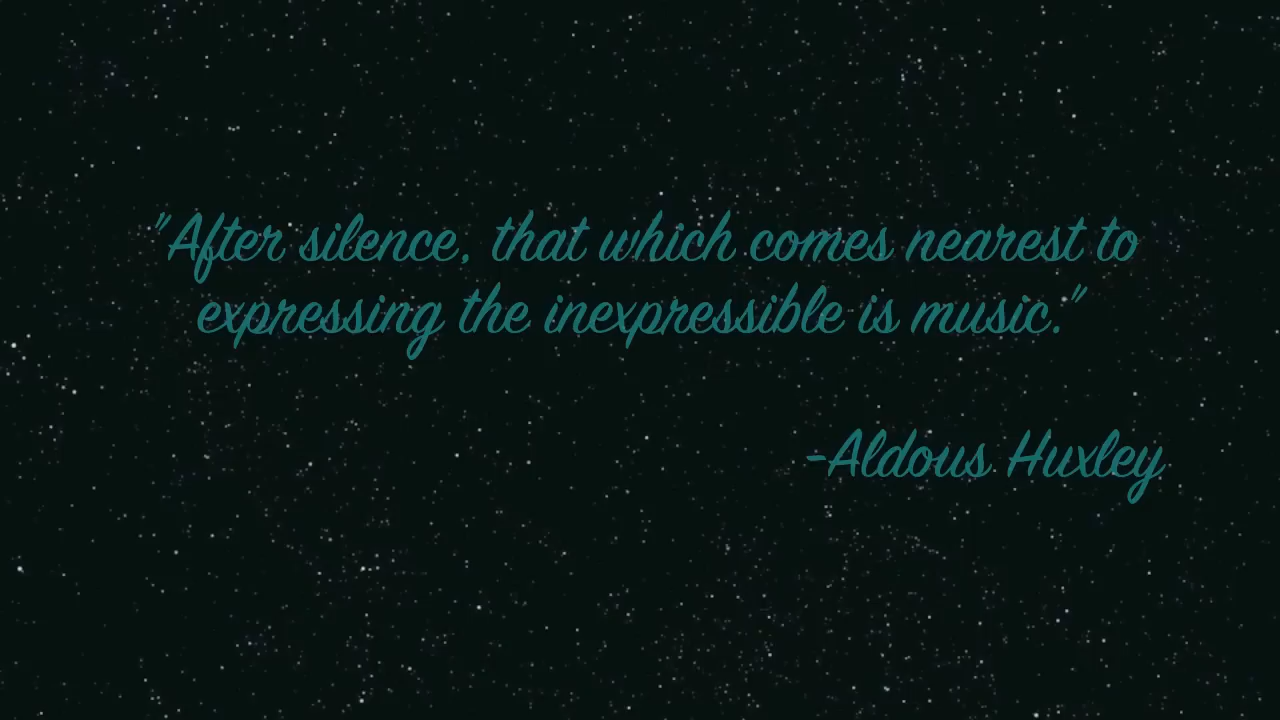 "After silence, that which comes nearest to
expressing the inexpressible is music."
-Aldous Huxley